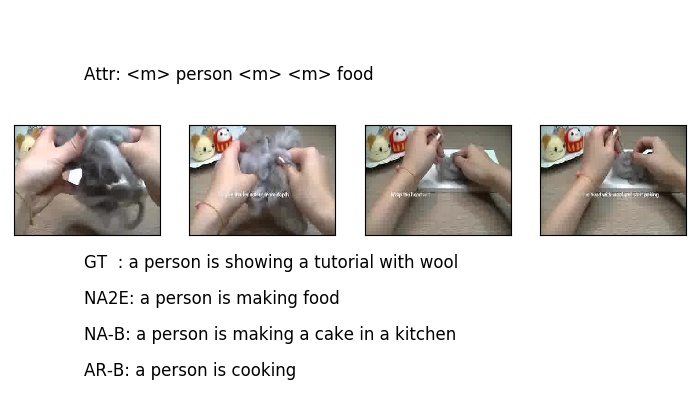 Attr: <m> person <m> <m> food
GT : a person is showing a tutorial with wool
NA2E: a person is making food
NA-B: a person is making a cake in a kitchen
AR-B: a person is cooking